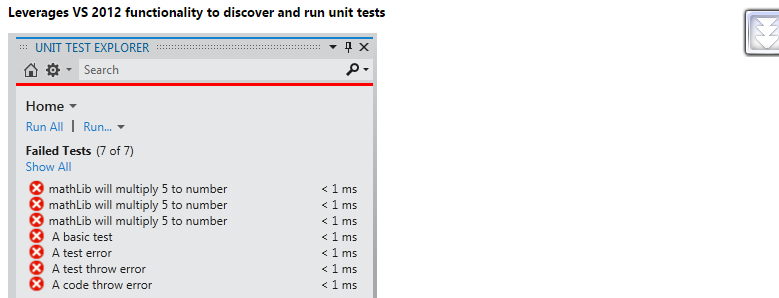 Leverages VS 2012 functionality to discover and run unit tests
UNIT TEST EXPLORER
Search
Home
Run All | Run...
Failed Tests (7 of 7)
Show All
mathLib will multiply 5 to number < 1 ms
mathLib will multiply 5 to number < 1 ms
mathLib will multiply 5 to number < 1 ms
A basic test < 1 ms
A test error < 1 ms
A test throw error < 1 ms
A code throw error < 1 ms